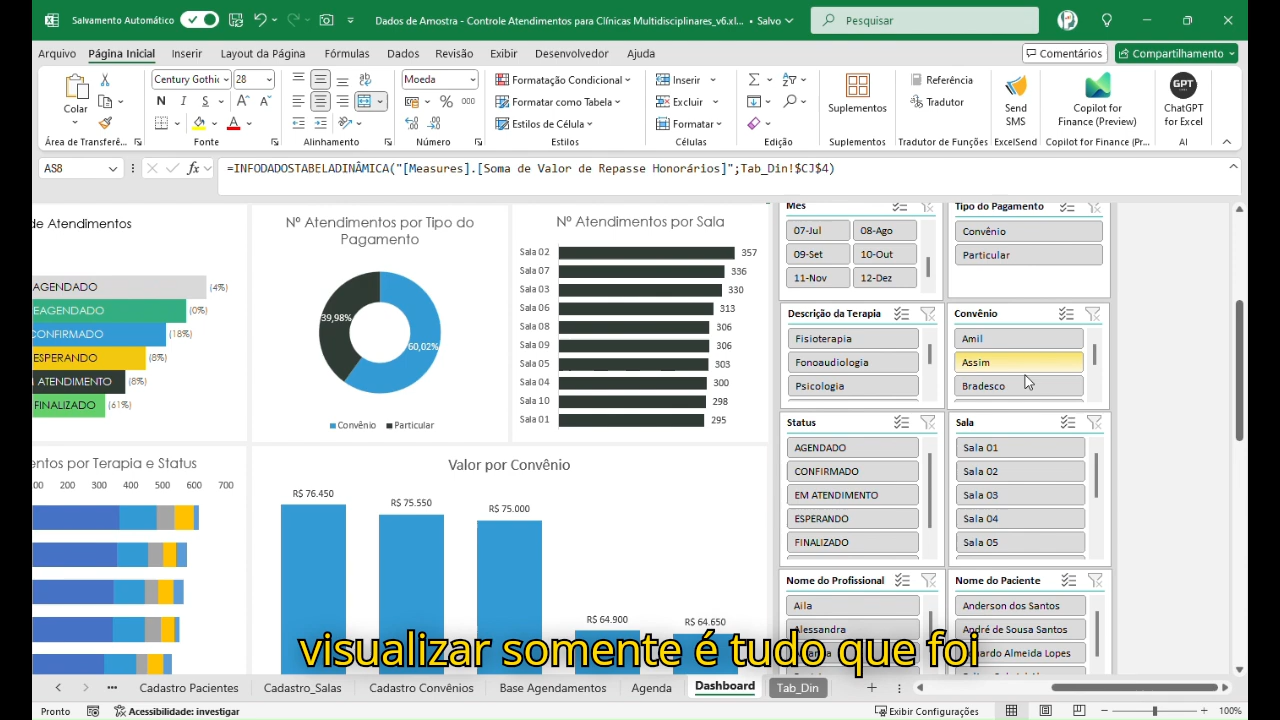 Salvamento Automático
Dados de Amostra - Controle Atendimentos para Clínicas Multidisciplinares_v6.xl... • Salvo
Pesquisar
Arquivo
Página Inicial
Inserir
Layout da Página
Fórmulas
Dados
Revisão
Exibir
Desenvolvedor
Ajuda
Comentários
Compartilhamento
Colar
Century Gothic
28
N I S
Moeda
Formatação Condicional
Formatar como Tabela
Estilos de Célula
Inserir
Excluir
Formatar
Suplementos
Referência
Tradutor
Send
SMS
Copilot for
Finance (Preview)
GPT
ChatGPT
for Excel
Área de Transferê...
Fonte
Alinhamento
Número
Estilos
Células
Edição
Suplementos
Tradutor de Funções
ExcelSend
Copilot for Finance (Pr...
AI
AS8
fx
=INFODADOSTABELADINÂMICA("[Measures].[Soma de Valor de Repasse Honorários]";Tab_Din!$CJ$4)
de Atendimentos
AGENDADO (4%)
EAGENDADO (0%)
CONFIRMADO (18%)
ESPERANDO (8%)
M ATENDIMENTO (8%)
FINALIZADO (61%)
Nº Atendimentos por Tipo do
Pagamento
39,98%
60,02%
Convênio
Particular
Nº Atendimentos por Sala
Sala 02 357
Sala 07 336
Sala 03 330
Sala 06 313
Sala 08 306
Sala 09 306
Sala 05 303
Sala 04 300
Sala 10 298
Sala 01 295
Mês
07-Jul
08-Ago
09-Set
10-Out
11-Nov
12-Dez
Tipo do Pagamento
Convênio
Particular
Descrição da Terapia
Fisioterapia
Fonoaudiologia
Psicologia
Convênio
Amil
Assim
Bradesco
Status
AGENDADO
CONFIRMADO
EM ATENDIMENTO
ESPERANDO
FINALIZADO
Sala
Sala 01
Sala 02
Sala 03
Sala 04
Sala 05
ntos por Terapia e Status
00 200 300 400 500 600 700
Valor por Convênio
R$ 76.450
R$ 75.550
R$ 75.000
R$ 64.900
R$ 64.650
Nome do Profissional
Aila
Alessandra
Nome do Paciente
Anderson dos Santos
André de Sousa Santos
visualizar somente é tudo que foi
Cadastro Pacientes
Cadastro_Salas
Cadastro Convênios
Base Agendamentos
Agenda
Dashboard
Tab_Din
Pronto
Acessibilidade: investigar
Exibir Configurações
100%